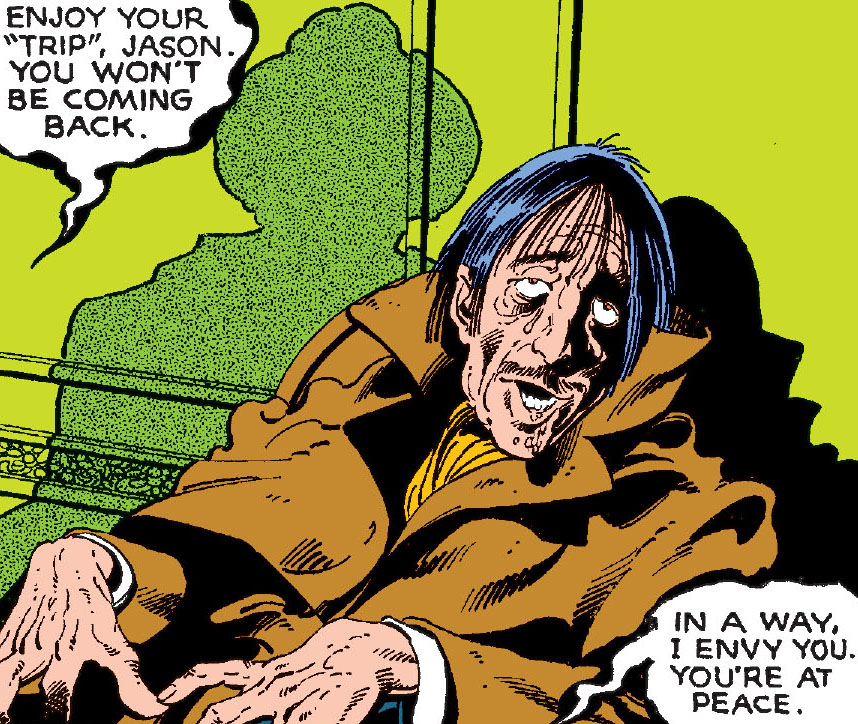 ENJOY YOUR
"TRIP", JASON.
YOU WON'T
BE COMING
BACK.
IN A WAY,
I ENVY YOU.
YOU'RE AT
PEACE.